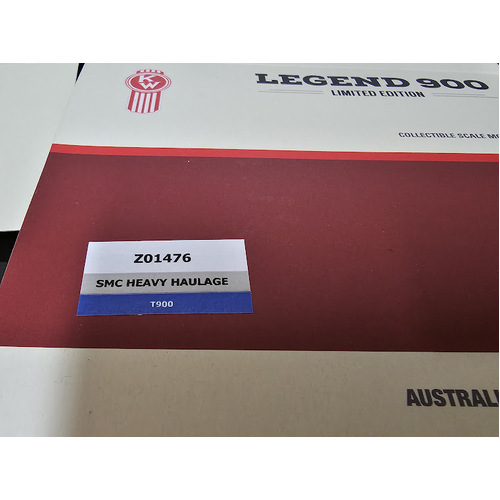 KW
LEGEND 900
LIMITED EDITION
COLLECTIBLE SCALE MO
Z01476
SMC HEAVY HAULAGE
T900
AUSTRALI